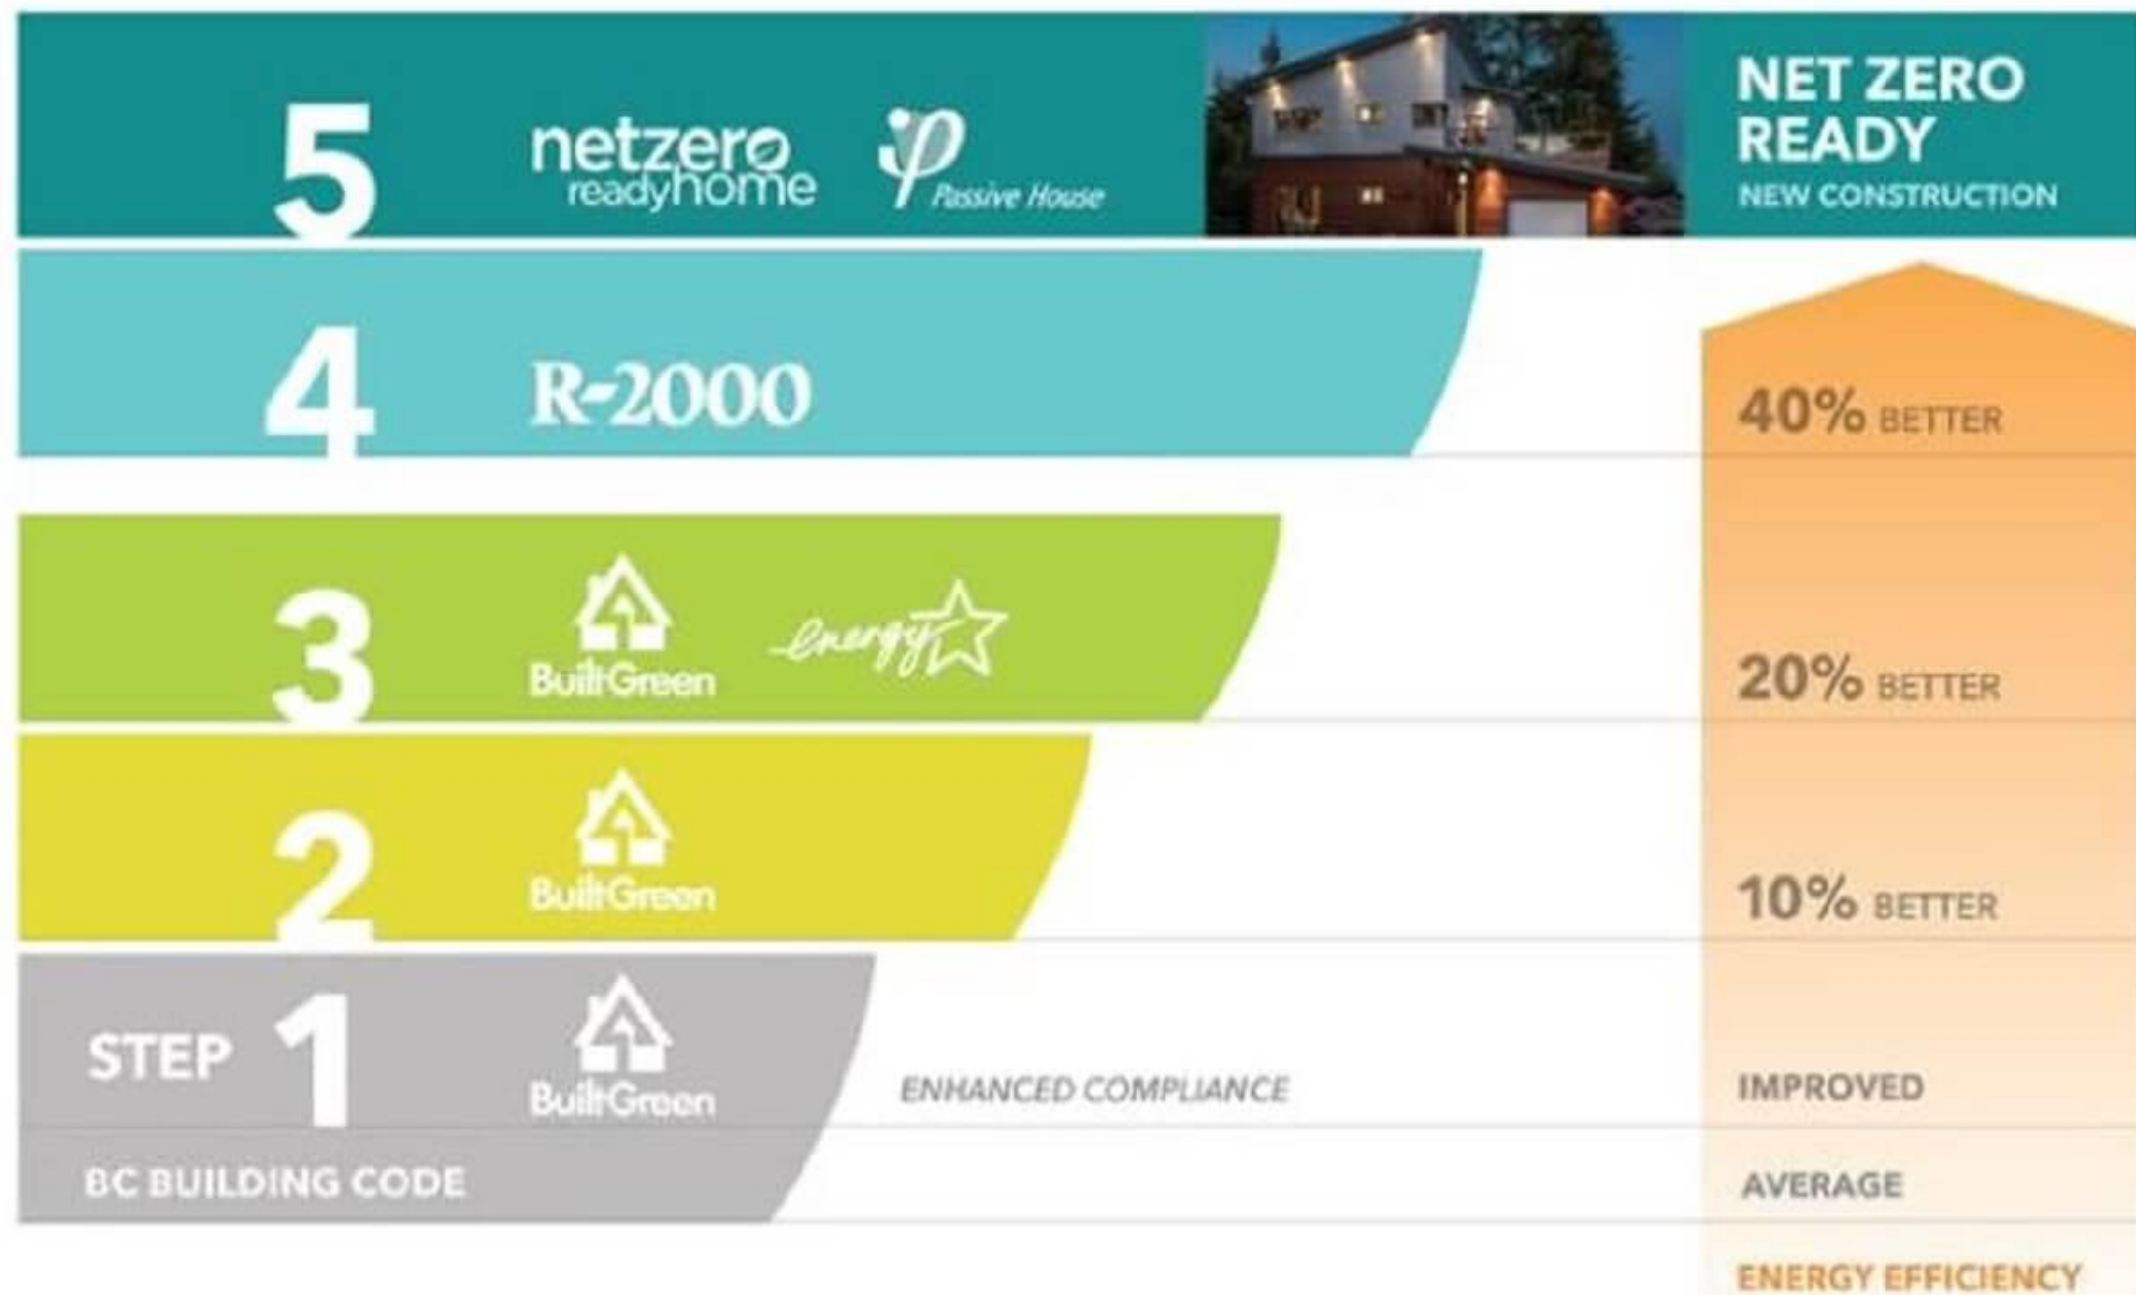 5
netzero
readyhome
Passive House
NET ZERO
READY
NEW CONSTRUCTION
4
R-2000
40% BETTER
3
BuiltGreen
energy
20% BETTER
2
BuiltGreen
10% BETTER
STEP 1
BuiltGreen
ENHANCED COMPLIANCE
IMPROVED
BC BUILDING CODE
AVERAGE
ENERGY EFFICIENCY